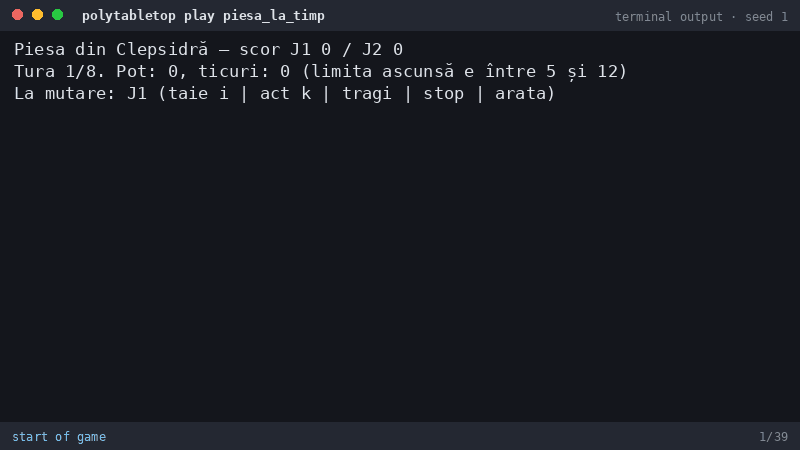 polytabletop play piesa_la_timp
terminal output · seed 1
Piesa din Clepsidră — scor J1 0 / J2 0
Tura 1/8. Pot: 0, ticuri: 0 (limita ascunsă e între 5 și 12)
La mutare: J1 (taie i | act k | tragi | stop | arata)
start of game
1/39